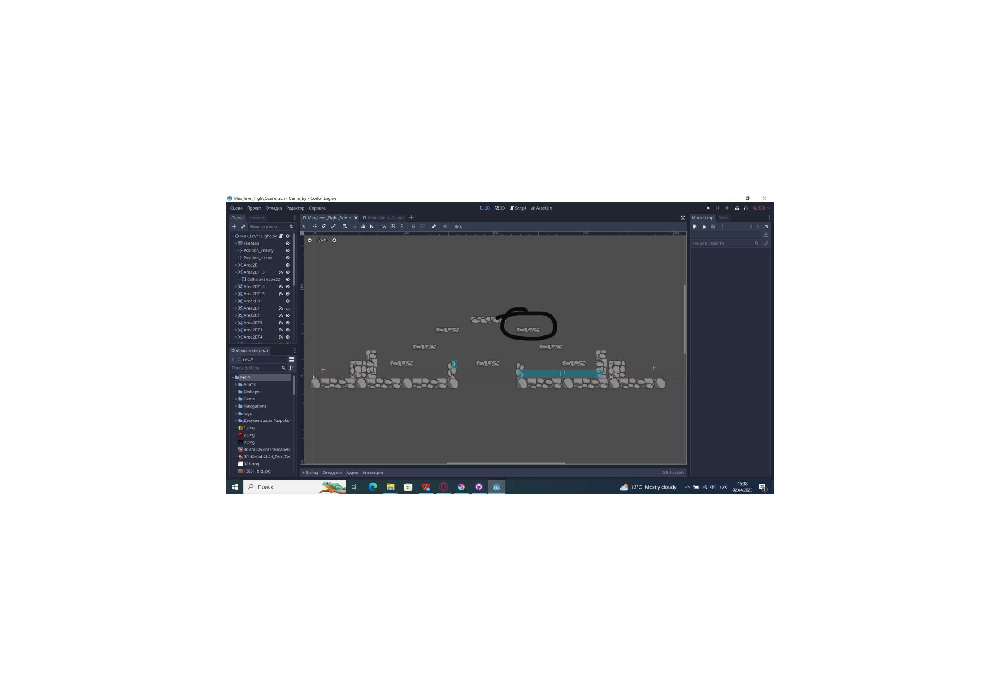 Max_level_Fight_Scene.tscn - Game_try - Godot Engine
Сцена Проект Отладка Редактор Справка 2D 3D Script AssetLib GLES3
Сцена Импорт Max_level_Fight_Scene Main_Menu_Scene Инспектор Узел
Фильтр узлов Вид
Max_Level_Fight_Sc
TileMap
Position_Enemy
Position_Heroe
Area2D
Area2DT13
CollisionShape2D
Area2DT14
Area2DT15
Area2D8
Area2DT
Area2DT1
Area2DT2
Area2DT3
Area2DT4
0 250 500 750 1000
126 %
Фильтр свойств
Файловая система
res://
Поиск файлов
res://
Anims
Dialoges
Game
Navigations
logs
Документация Разрабо
1.png
2.png
3.png
3d37a52637314e3cabe0
5f440e4ab2b24_Zero.Tw
321.png
13831_big.jpg
Вывод Отладчик Аудио Анимация 3.5.1.stable
Поиск 13°C Mostly cloudy РУС 15:08
02.04.2023
3